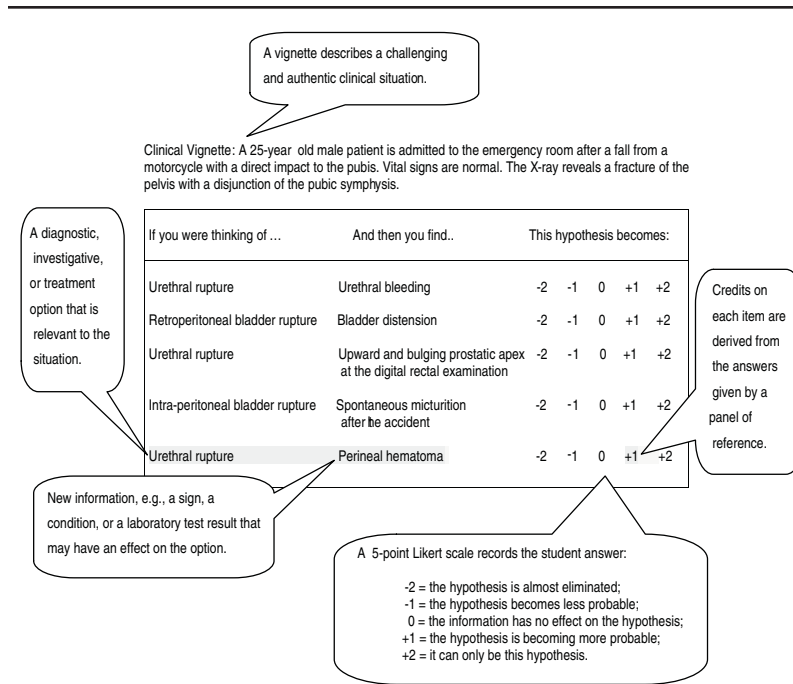 A vignette describes a challenging
and authentic clinical situation.
Clinical Vignette: A 25-year old male patient is admitted to the emergency room after a fall from a
motorcycle with a direct impact to the pubis. Vital signs are normal. The X-ray reveals a fracture of the
pelvis with a disjunction of the pubic symphysis.
A diagnostic,
investigative,
or treatment
option that is
relevant to the
situation.
If you were thinking of ... And then you find.. This hypothesis becomes:
Urethral rupture Urethral bleeding -2 -1 0 +1 +2
Retroperitoneal bladder rupture Bladder distension -2 -1 0 +1 +2
Urethral rupture Upward and bulging prostatic apex -2 -1 0 +1 +2
at the digital rectal examination
Intra-peritoneal bladder rupture Spontaneous micturition -2 -1 0 +1 +2
after the accident
Urethral rupture Perineal hematoma -2 -1 0 +1 +2
Credits on
each item are
derived from
the answers
given by a
panel of
reference.
New information, e.g., a sign, a
condition, or a laboratory test result that
may have an effect on the option.
A 5-point Likert scale records the student answer:
-2 = the hypothesis is almost eliminated;
-1 = the hypothesis becomes less probable;
0 = the information has no effect on the hypothesis;
+1 = the hypothesis is becoming more probable;
+2 = it can only be this hypothesis.